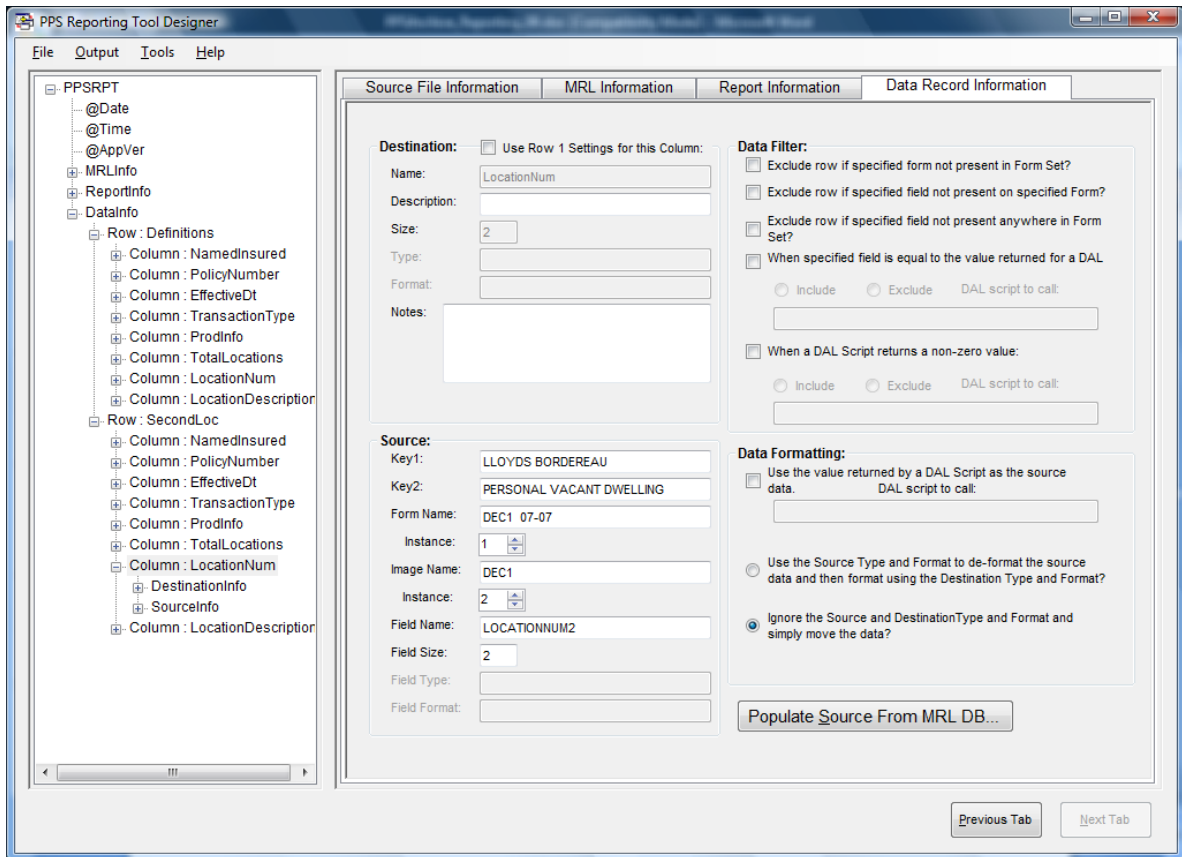 PPS Reporting Tool Designer
File Output Tools Help
PPSRPT
@Date
@Time
@AppVer
MRLInfo
ReportInfo
DataInfo
Row : Definitions
Column : NamedInsured
Column : PolicyNumber
Column : EffectiveDt
Column : TransactionType
Column : ProdInfo
Column : TotalLocations
Column : LocationNum
Column : LocationDescription
Row : SecondLoc
Column : NamedInsured
Column : PolicyNumber
Column : EffectiveDt
Column : TransactionType
Column : ProdInfo
Column : TotalLocations
Column : LocationNum
DestinationInfo
SourceInfo
Column : LocationDescription
Source File Information MRL Information Report Information Data Record Information
Destination: Use Row 1 Settings for this Column:
Name: LocationNum
Description:
Size: 2
Type:
Format:
Notes:
Source:
Key1: LLOYDS BORDEREAU
Key2: PERSONAL VACANT DWELLING
Form Name: DEC1 07-07
Instance: 1
Image Name: DEC1
Instance: 2
Field Name: LOCATIONNUM2
Field Size: 2
Field Type:
Field Format:
Data Filter:
Exclude row if specified form not present in Form Set?
Exclude row if specified field not present on specified Form?
Exclude row if specified field not present anywhere in Form
Set?
When specified field is equal to the value returned for a DAL
Include Exclude DAL script to call:
When a DAL Script returns a non-zero value:
Include Exclude DAL script to call:
Data Formatting:
Use the value returned by a DAL Script as the source
data. DAL script to call:
Use the Source Type and Format to de-format the source
data and then format using the Destination Type and Format?
Ignore the Source and DestinationType and Format and
simply move the data?
Populate Source From MRL DB...
Previous Tab Next Tab